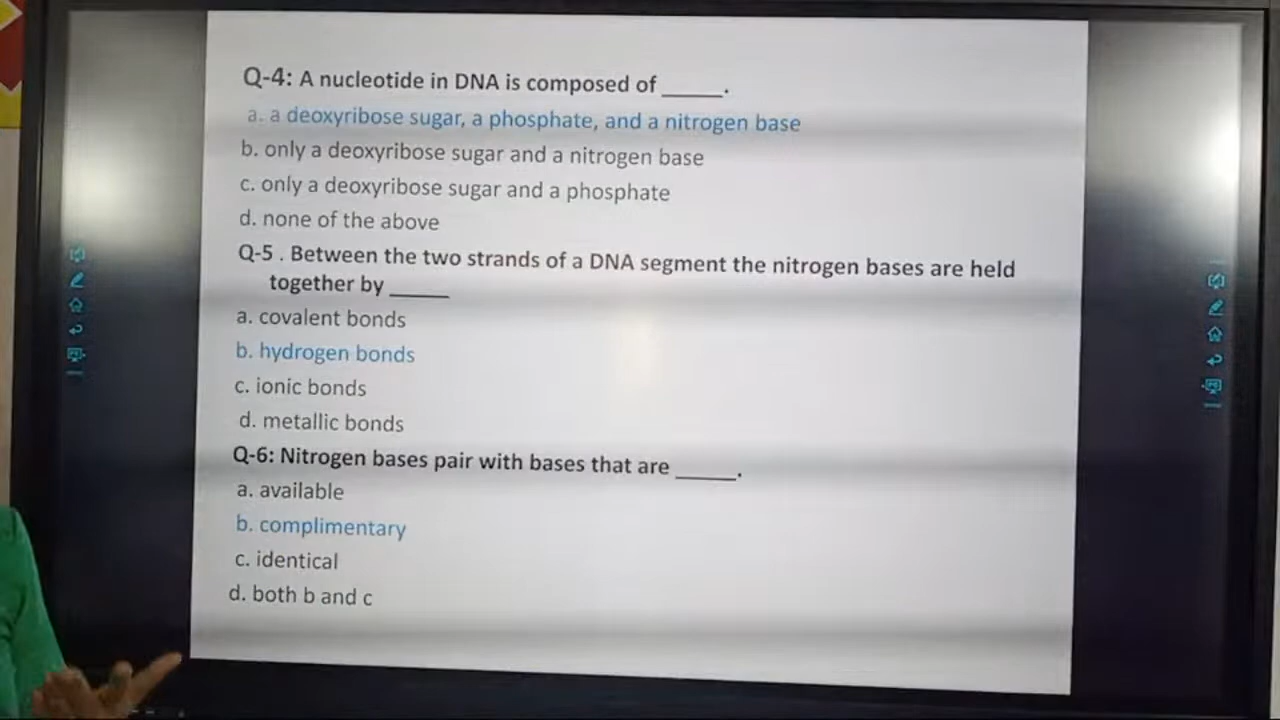 Q-4: A nucleotide in DNA is composed of _____.
a. a deoxyribose sugar, a phosphate, and a nitrogen base
b. only a deoxyribose sugar and a nitrogen base
c. only a deoxyribose sugar and a phosphate
d. none of the above
Q-5 . Between the two strands of a DNA segment the nitrogen bases are held
together by _____
a. covalent bonds
b. hydrogen bonds
c. ionic bonds
d. metallic bonds
Q-6: Nitrogen bases pair with bases that are _____.
a. available
b. complimentary
c. identical
d. both b and c